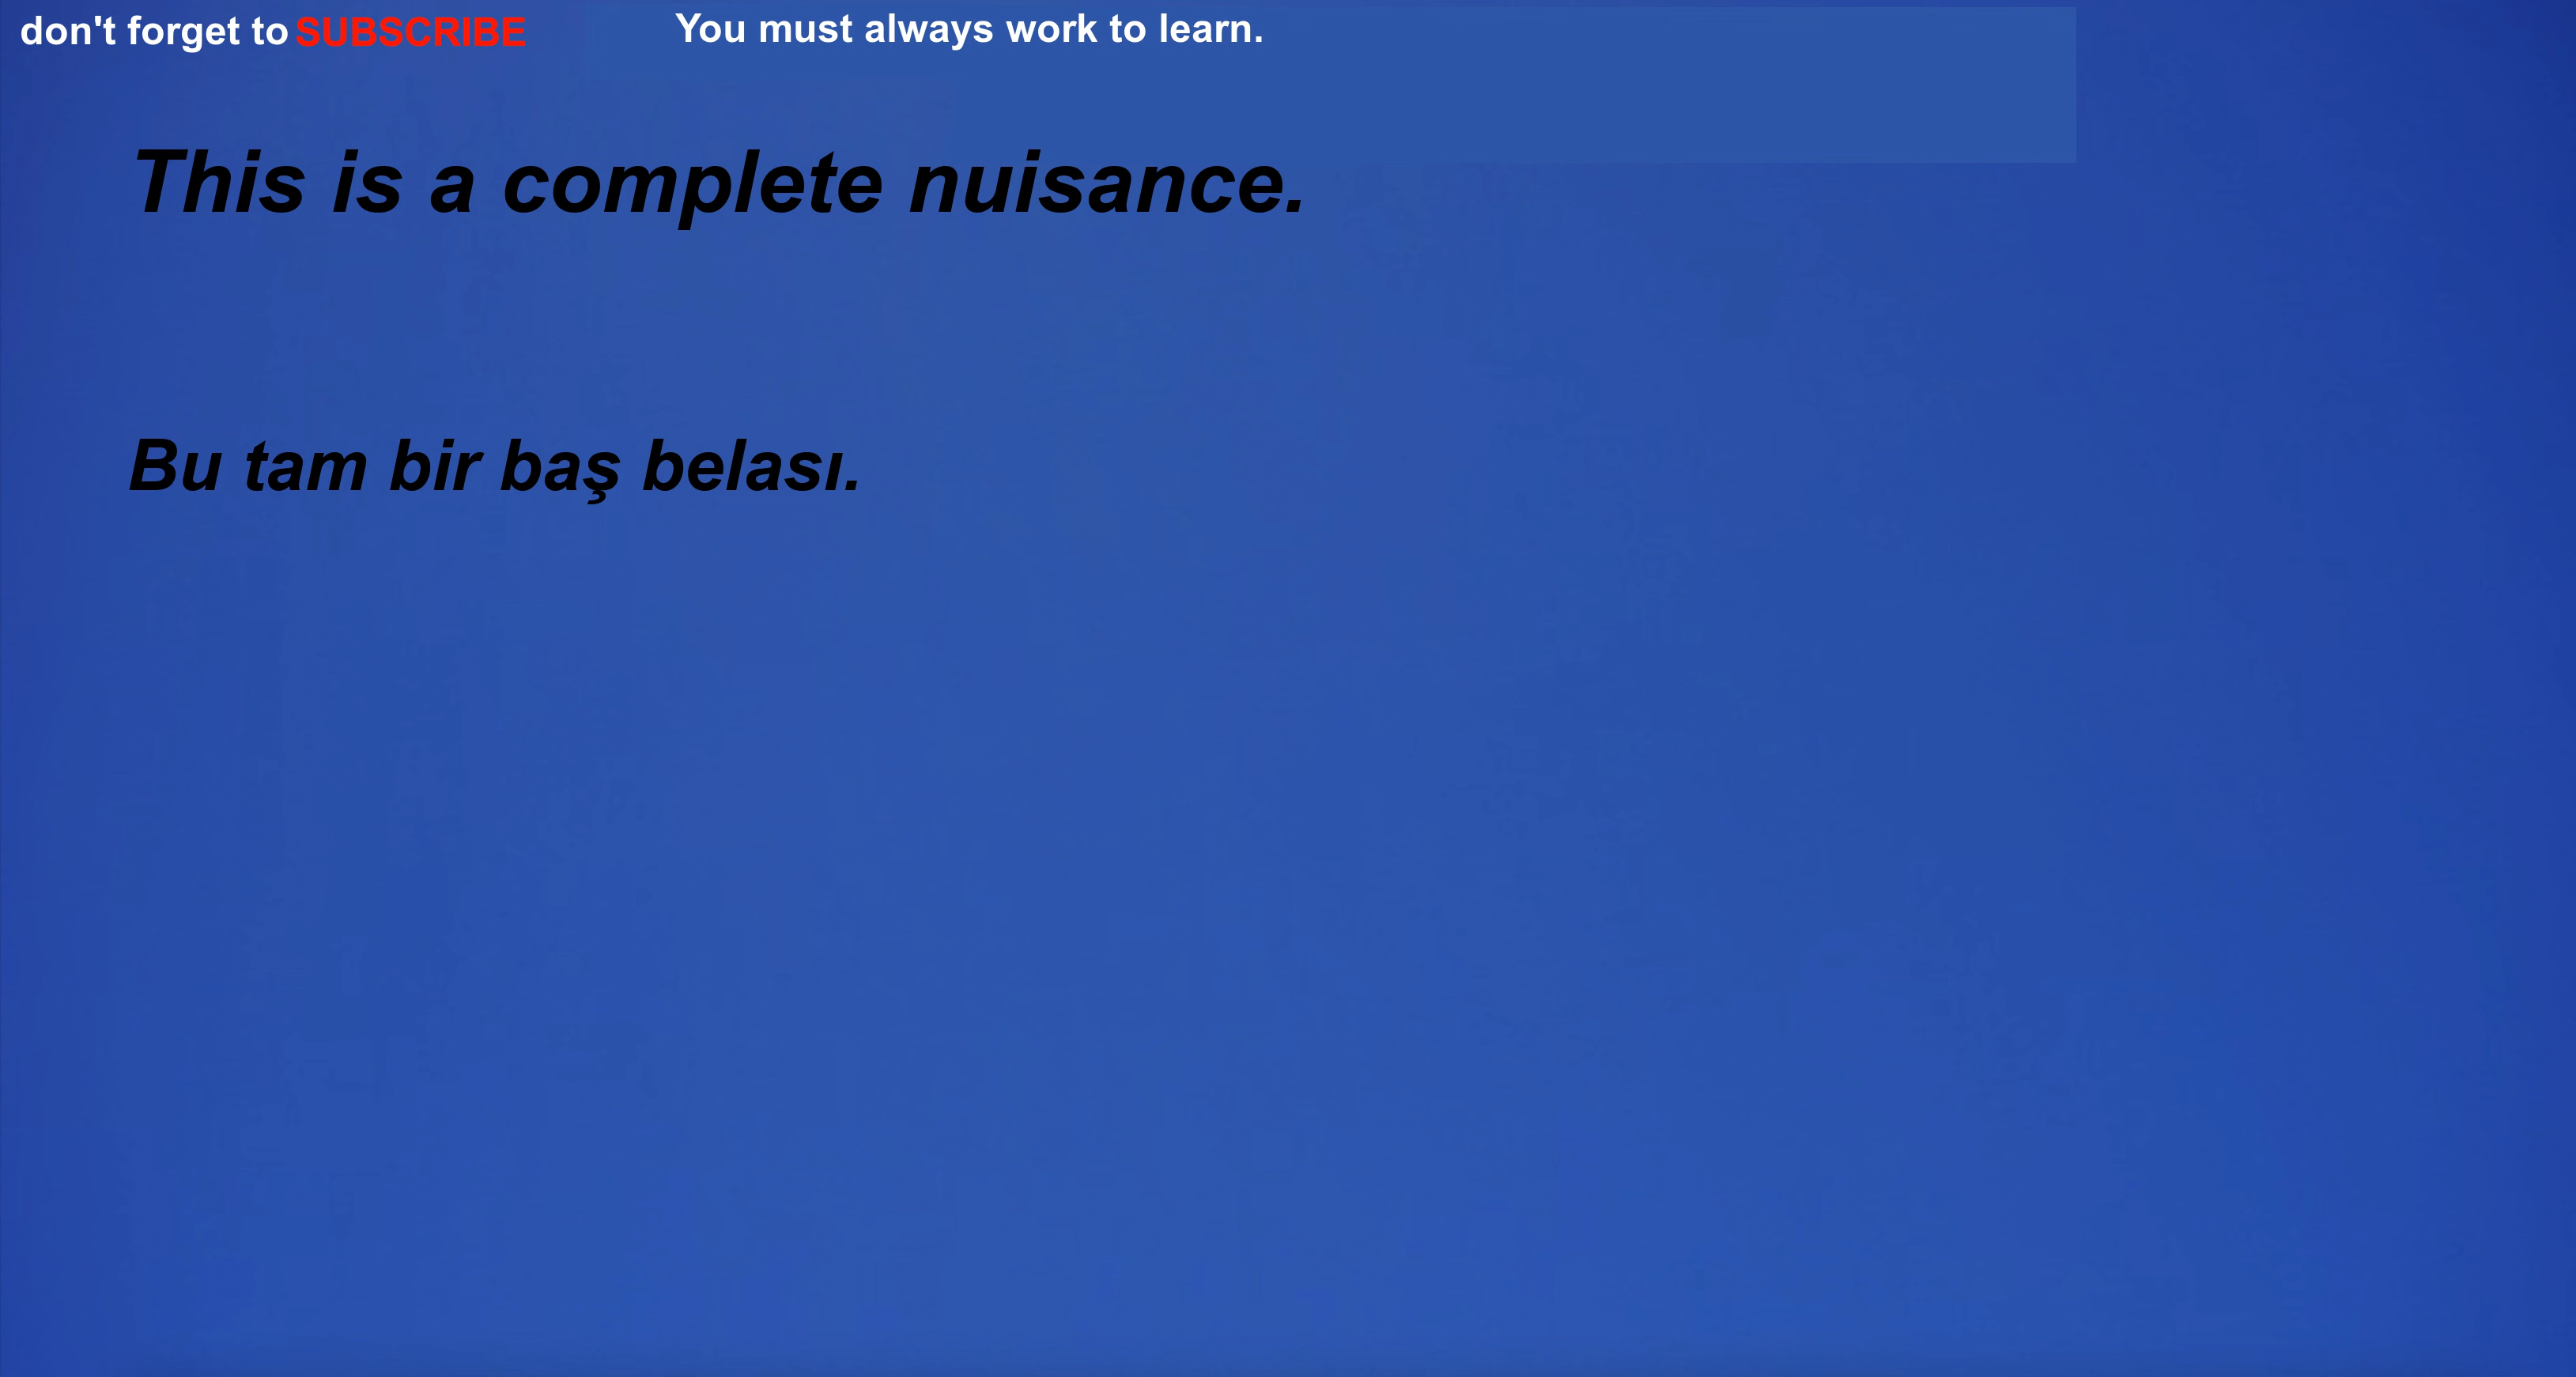 don't forget to SUBSCRIBE
You must always work to learn.
This is a complete nuisance.
Bu tam bir baş belası.